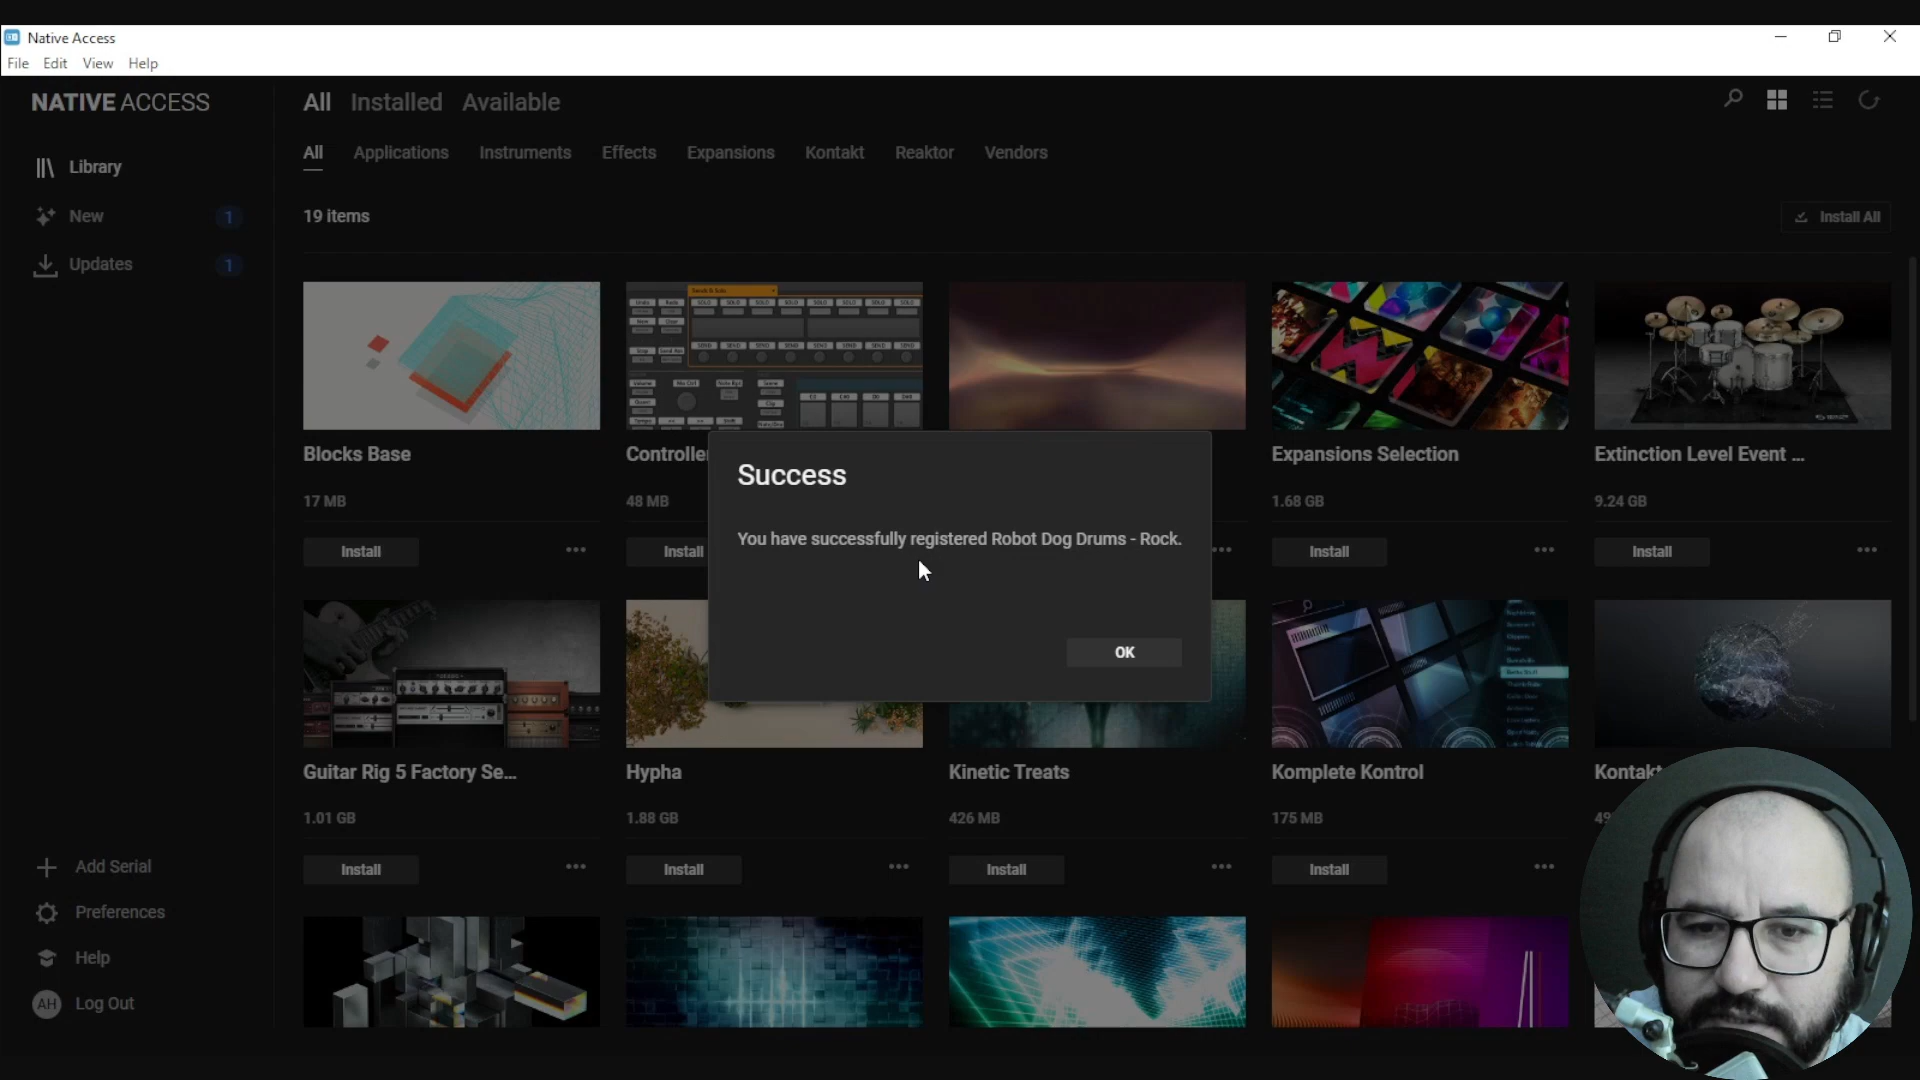 Native Access
File Edit View Help
NATIVE ACCESS
All Installed Available
Library
New 1
Updates 1
All Applications Instruments Effects Expansions Kontakt Reaktor Vendors
19 items
Install All
Blocks Base
17 MB
Install
48 MB
Install
Expansions Selection
1.68 GB
Install
Extinction Level Event ...
9.24 GB
Install
Success
You have successfully registered Robot Dog Drums - Rock.
OK
Guitar Rig 5 Factory Se...
1.01 GB
Install
Hypha
1.88 GB
Install
Kinetic Treats
426 MB
Install
Komplete Kontrol
175 MB
Install
Kontakt
Add Serial
Preferences
Help
AH Log Out